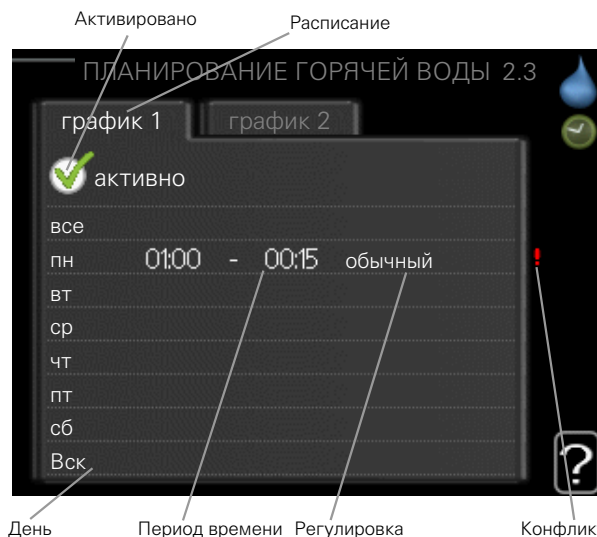 Активировано
Расписание
ПЛАНИРОВАНИЕ ГОРЯЧЕЙ ВОДЫ 2.3
график 1
график 2
активно
все
пн 01:00 - 00:15 обычный !
вт
ср
чт
пт
сб
Вск
?
День
Период времени
Регулировка
Конфлик